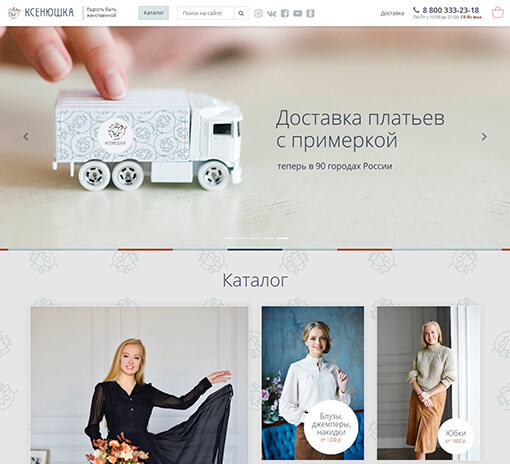 КСЕНЮШКА
Радость быть
женственной
Каталог
Поиск на сайте
Доставка
8 800 333-23-18
Пн-Пт с 10:00 до 21:00, Сб-Вс вых.
КСЕНЮШКА
Доставка платьев
с примеркой
теперь в 90 городах России
Каталог
Блузы,
джемперы,
накидки
от 1200 р.
Юбки
от 1600 р.